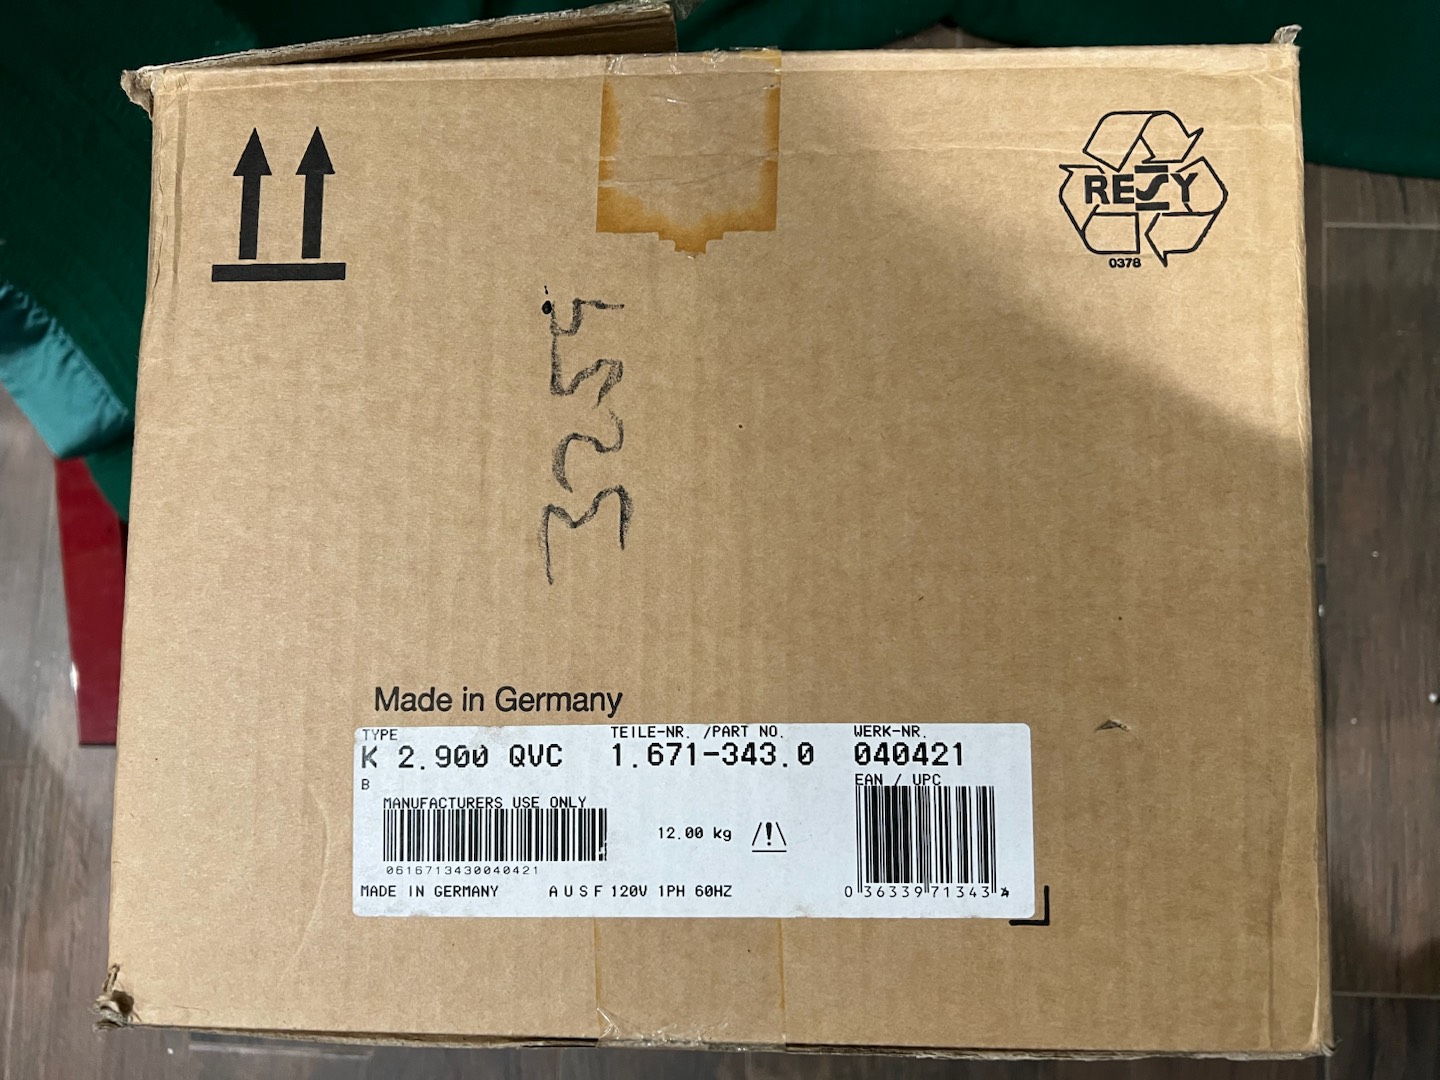 RESY
0378
Made in Germany
TYPE TEILE-NR. /PART NO. WERK-NR.
K 2.900 QVC 1.671-343.0 040421
B EAN / UPC
MANUFACTURERS USE ONLY
12.00 kg
0616713430040421
MADE IN GERMANY A U S F 120V 1PH 60HZ
0 36339 71343 4